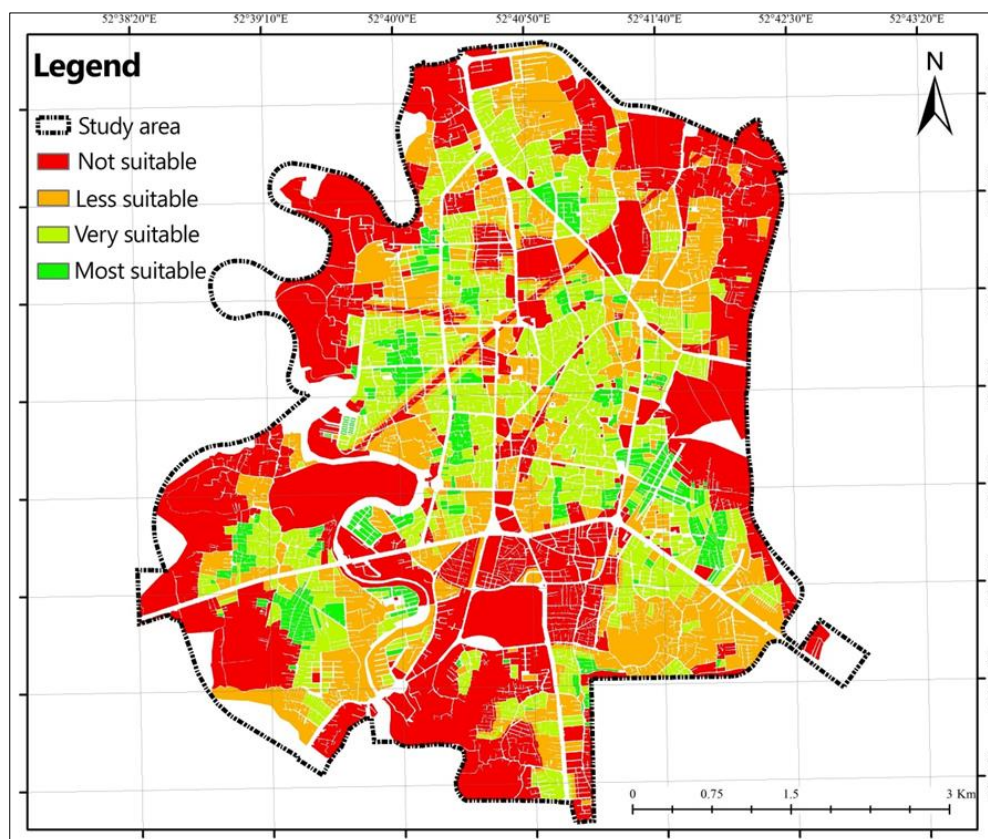 52°38'20"E 52°39'10"E 52°40'0"E 52°40'50"E 52°41'40"E 52°42'30"E 52°43'20"E
Legend
N
Study area
Not suitable
Less suitable
Very suitable
Most suitable
0 0.75 1.5 3 Km